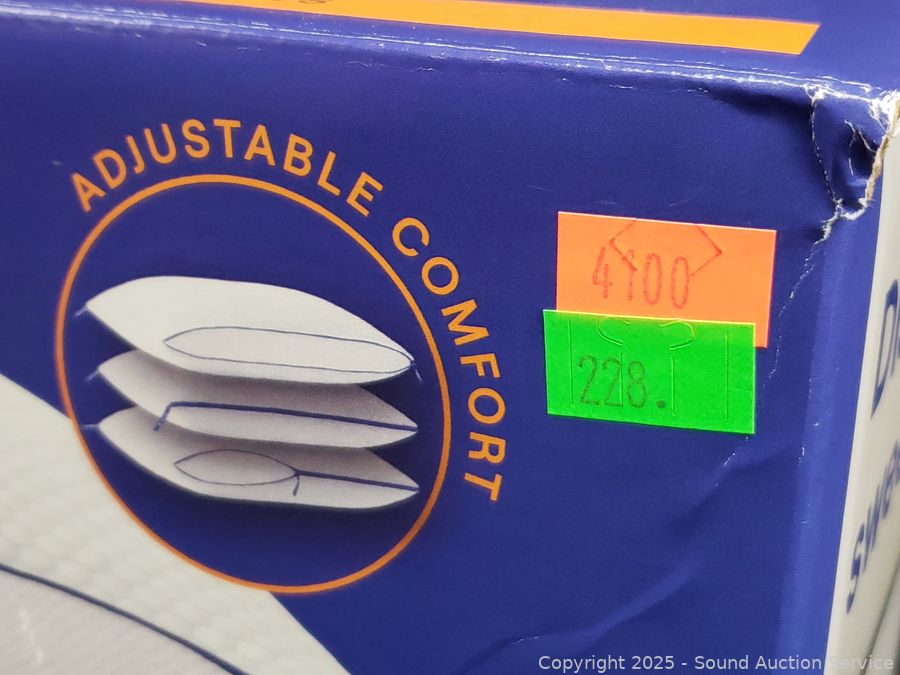 ADJUSTABLE COMFORT
4100
228.
Copyright 2025 - Sound Auction Service